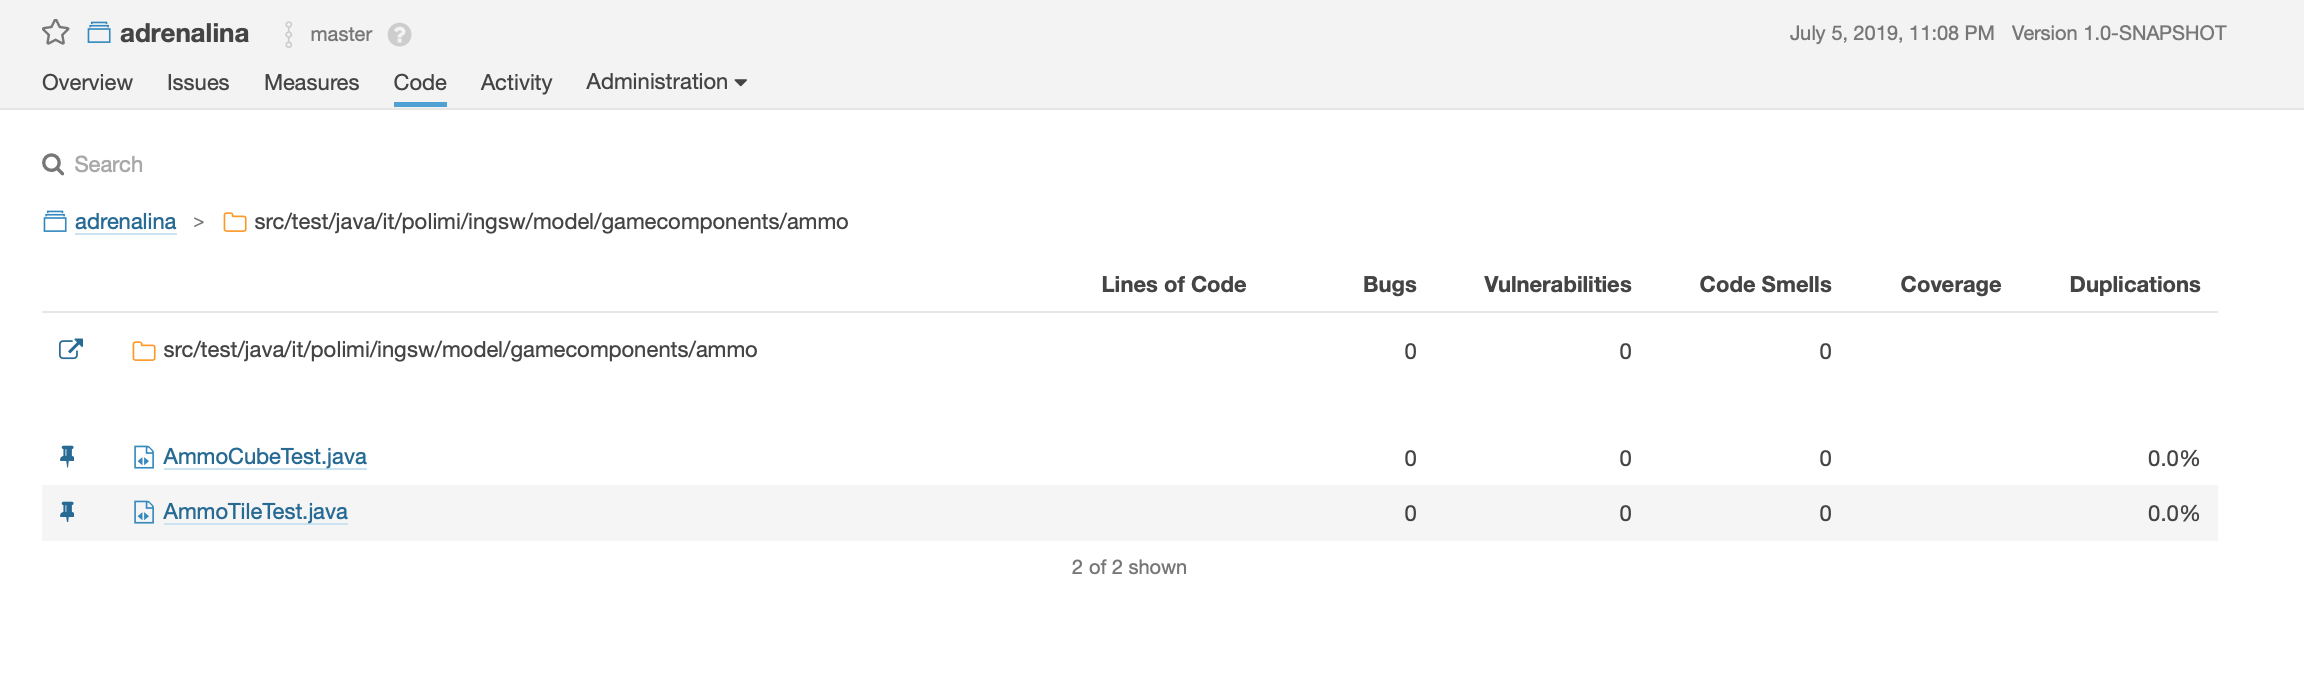 adrenalina master ? July 5, 2019, 11:08 PM Version 1.0-SNAPSHOT
Overview Issues Measures Code Activity Administration
Search
adrenalina > src/test/java/it/polimi/ingsw/model/gamecomponents/ammo
Lines of Code Bugs Vulnerabilities Code Smells Coverage Duplications
src/test/java/it/polimi/ingsw/model/gamecomponents/ammo 0 0 0
AmmoCubeTest.java 0 0 0 0.0%
AmmoTileTest.java 0 0 0 0.0%
2 of 2 shown